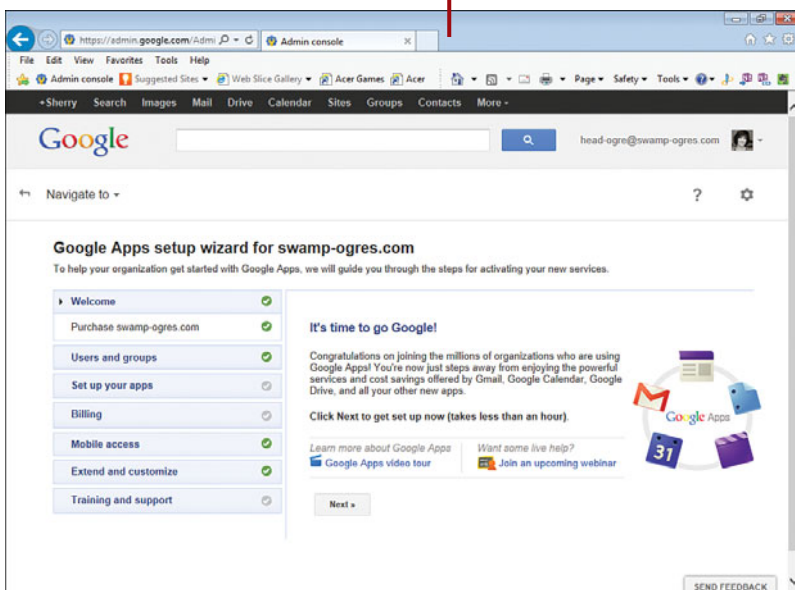 https://admin.google.com/Admi
Admin console
File Edit View Favorites Tools Help
Admin console Suggested Sites Web Slice Gallery Acer Games Acer Page Safety Tools
+Sherry Search Images Mail Drive Calendar Sites Groups Contacts More
Google
head-ogre@swamp-ogres.com
Navigate to
?
Google Apps setup wizard for swamp-ogres.com
To help your organization get started with Google Apps, we will guide you through the steps for activating your new services.
Welcome
Purchase swamp-ogres.com
Users and groups
Set up your apps
Billing
Mobile access
Extend and customize
Training and support
It's time to go Google!
Congratulations on joining the millions of organizations who are using
Google Apps! You're now just steps away from enjoying the powerful
services and cost savings offered by Gmail, Google Calendar, Google
Drive, and all your other new apps.
Click Next to get set up now (takes less than an hour).
Learn more about Google Apps
Google Apps video tour
Want some live help?
Join an upcoming webinar
Next »
Google Apps
31
SEND FEEDBACK